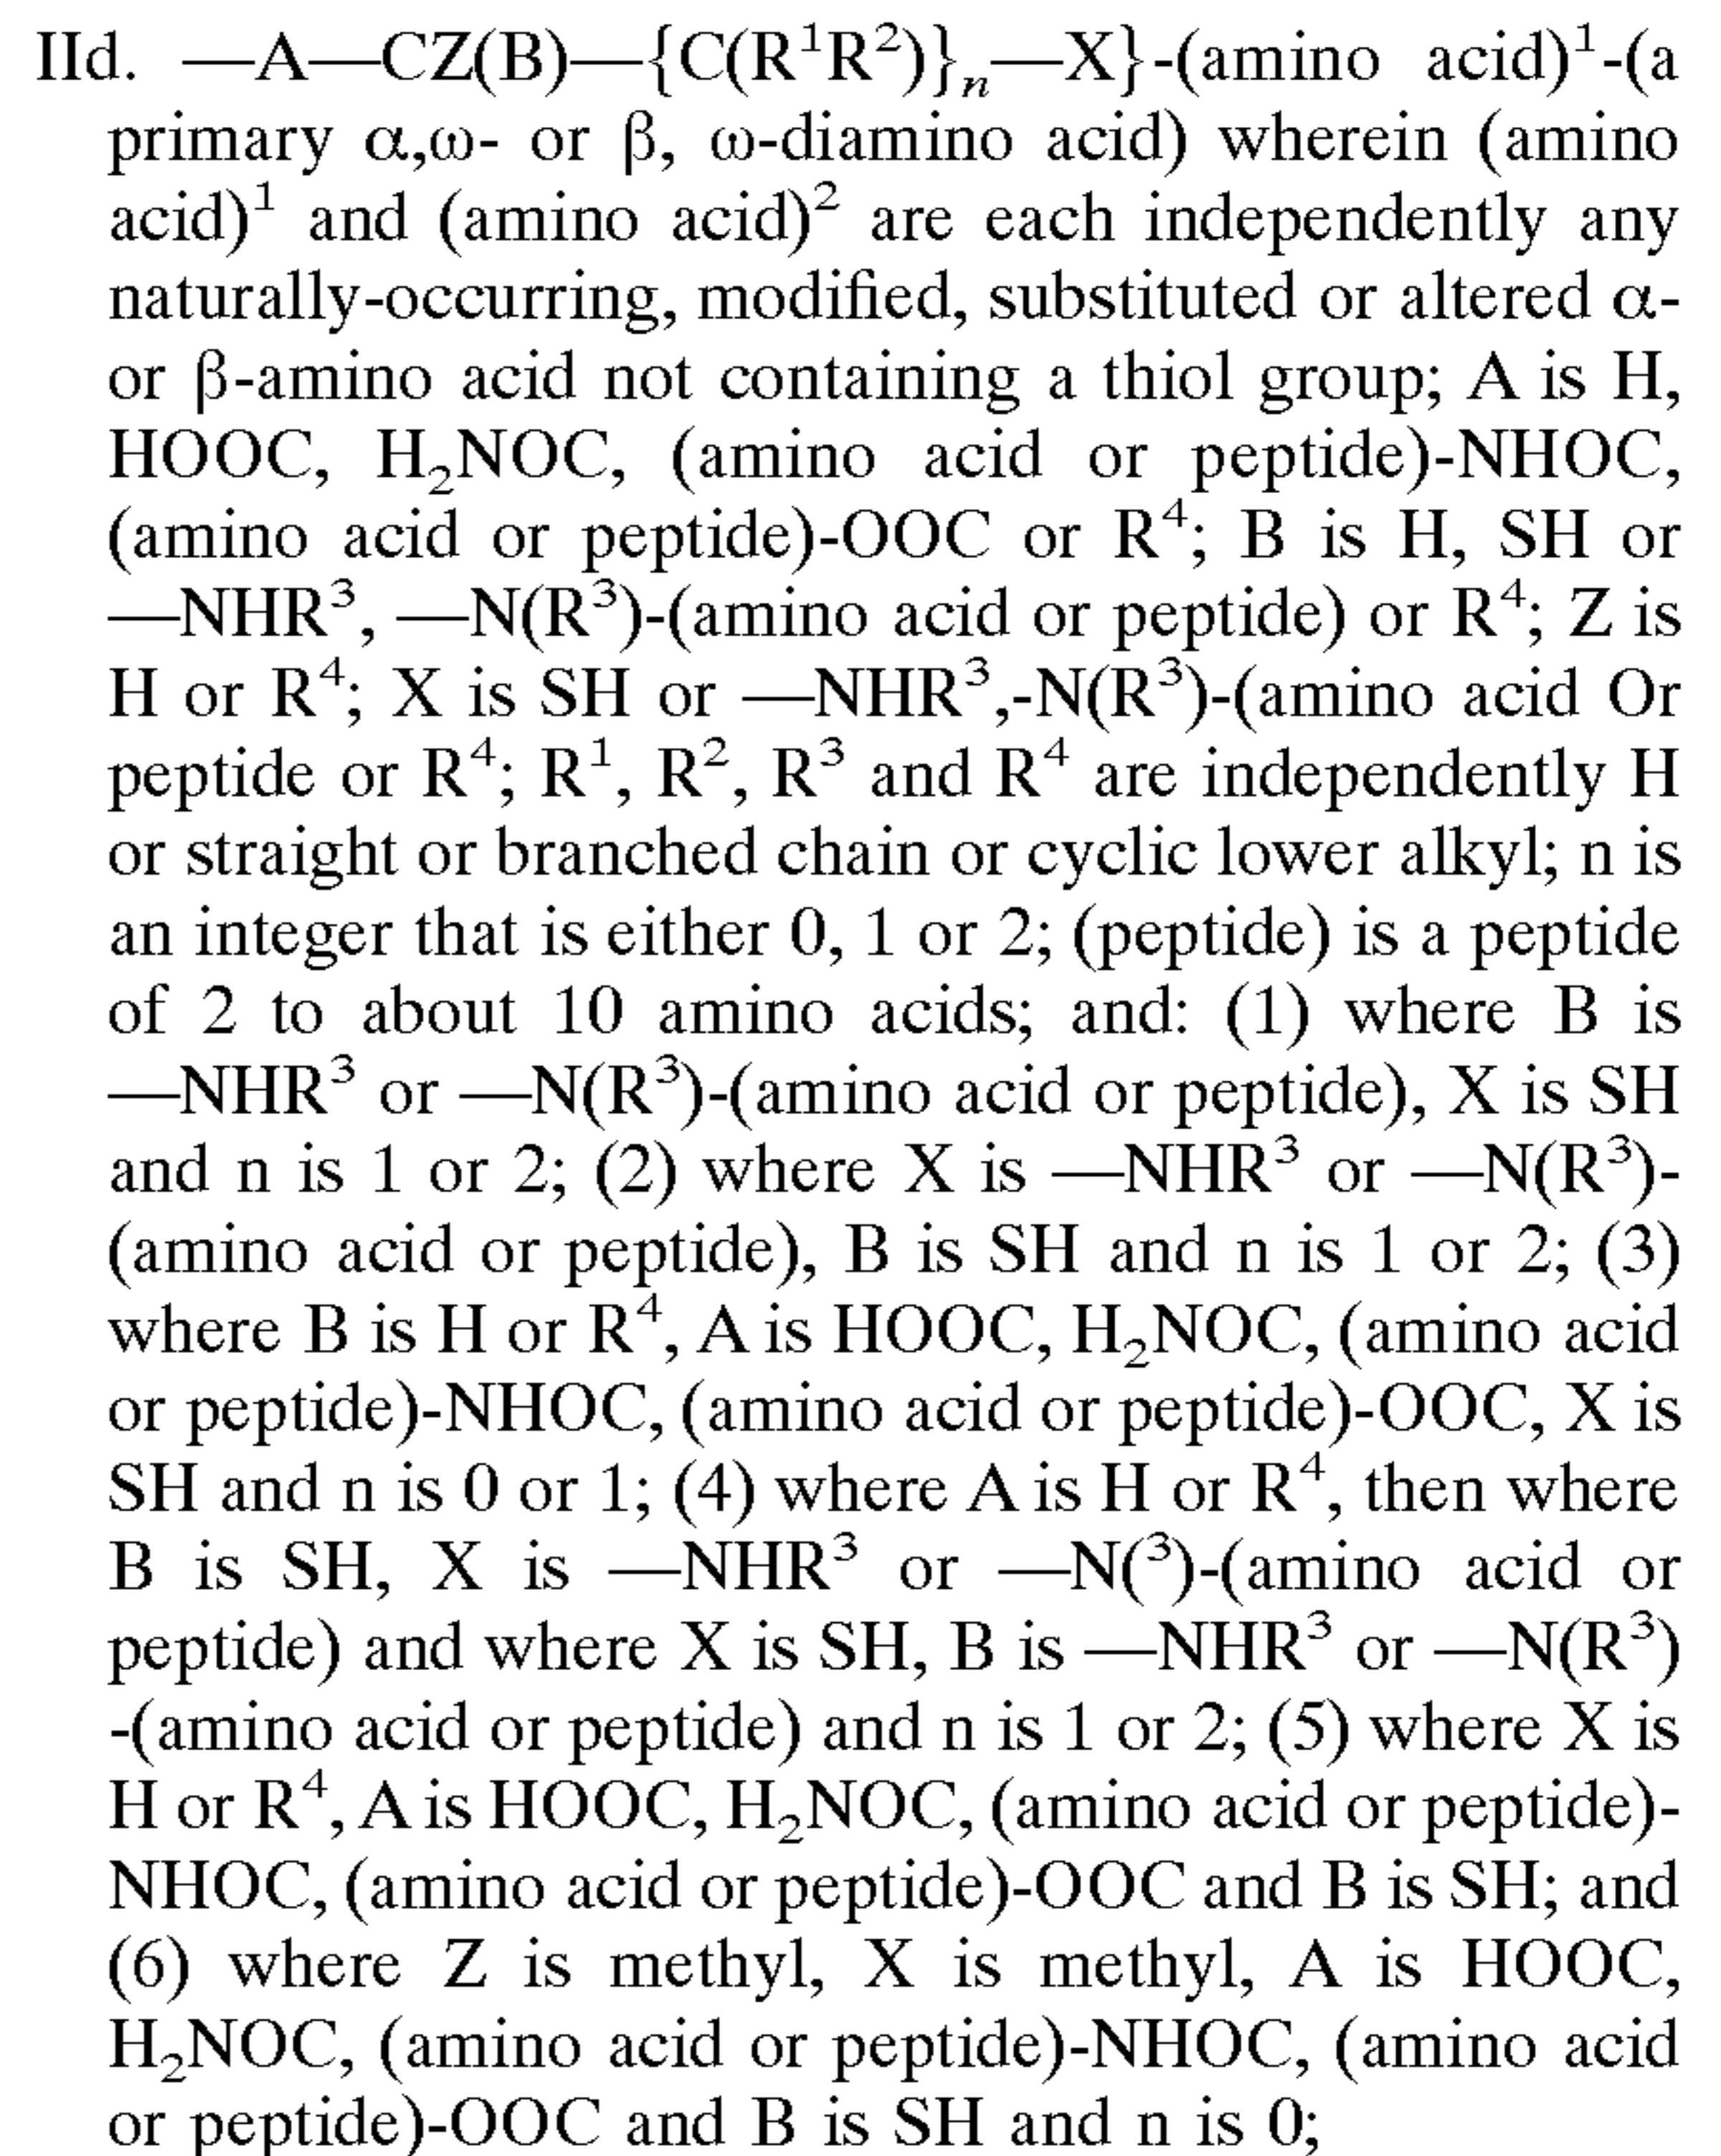 IId. —A—CZ(B)—{C(R¹R²)}ₙ—X}-(amino acid)¹-(a
primary α,ω- or β, ω-diamino acid) wherein (amino
acid)¹ and (amino acid)² are each independently any
naturally-occurring, modified, substituted or altered α-
or β-amino acid not containing a thiol group; A is H,
HOOC, H₂NOC, (amino acid or peptide)-NHOC,
(amino acid or peptide)-OOC or R⁴; B is H, SH or
—NHR³, —N(R³)-(amino acid or peptide) or R⁴; Z is
H or R⁴; X is SH or —NHR³,-N(R³)-(amino acid Or
peptide or R⁴; R¹, R², R³ and R⁴ are independently H
or straight or branched chain or cyclic lower alkyl; n is
an integer that is either 0, 1 or 2; (peptide) is a peptide
of 2 to about 10 amino acids; and: (1) where B is
—NHR³ or —N(R³)-(amino acid or peptide), X is SH
and n is 1 or 2; (2) where X is —NHR³ or —N(R³)-
(amino acid or peptide), B is SH and n is 1 or 2; (3)
where B is H or R⁴, A is HOOC, H₂NOC, (amino acid
or peptide)-NHOC, (amino acid or peptide)-OOC, X is
SH and n is 0 or 1; (4) where A is H or R⁴, then where
B is SH, X is —NHR³ or —N(³)-(amino acid or
peptide) and where X is SH, B is —NHR³ or —N(R³)
-(amino acid or peptide) and n is 1 or 2; (5) where X is
H or R⁴, A is HOOC, H₂NOC, (amino acid or peptide)-
NHOC, (amino acid or peptide)-OOC and B is SH; and
(6) where Z is methyl, X is methyl, A is HOOC,
H₂NOC, (amino acid or peptide)-NHOC, (amino acid
or peptide)-OOC and B is SH and n is 0;